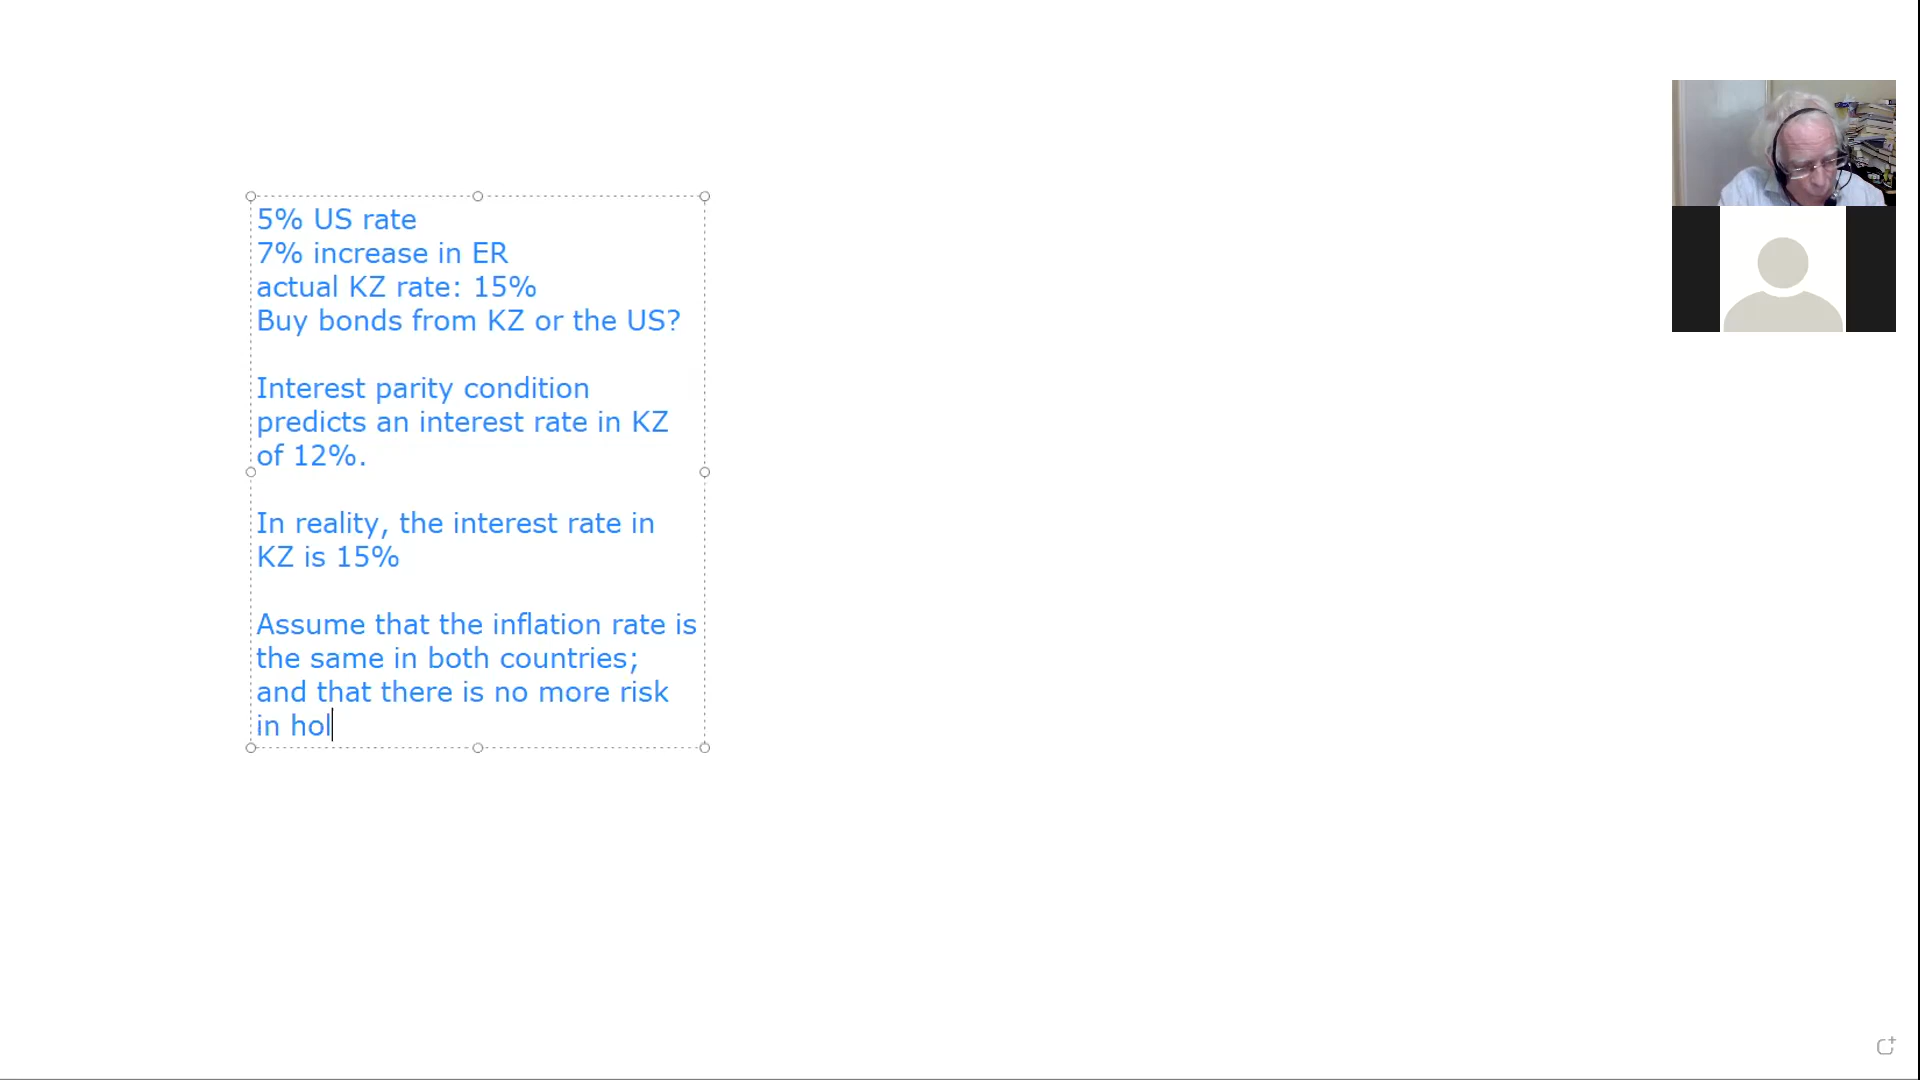 5% US rate
7% increase in ER
actual KZ rate: 15%
Buy bonds from KZ or the US?
Interest parity condition
predicts an interest rate in KZ
of 12%.
In reality, the interest rate in
KZ is 15%
Assume that the inflation rate is
the same in both countries;
and that there is no more risk
in hol